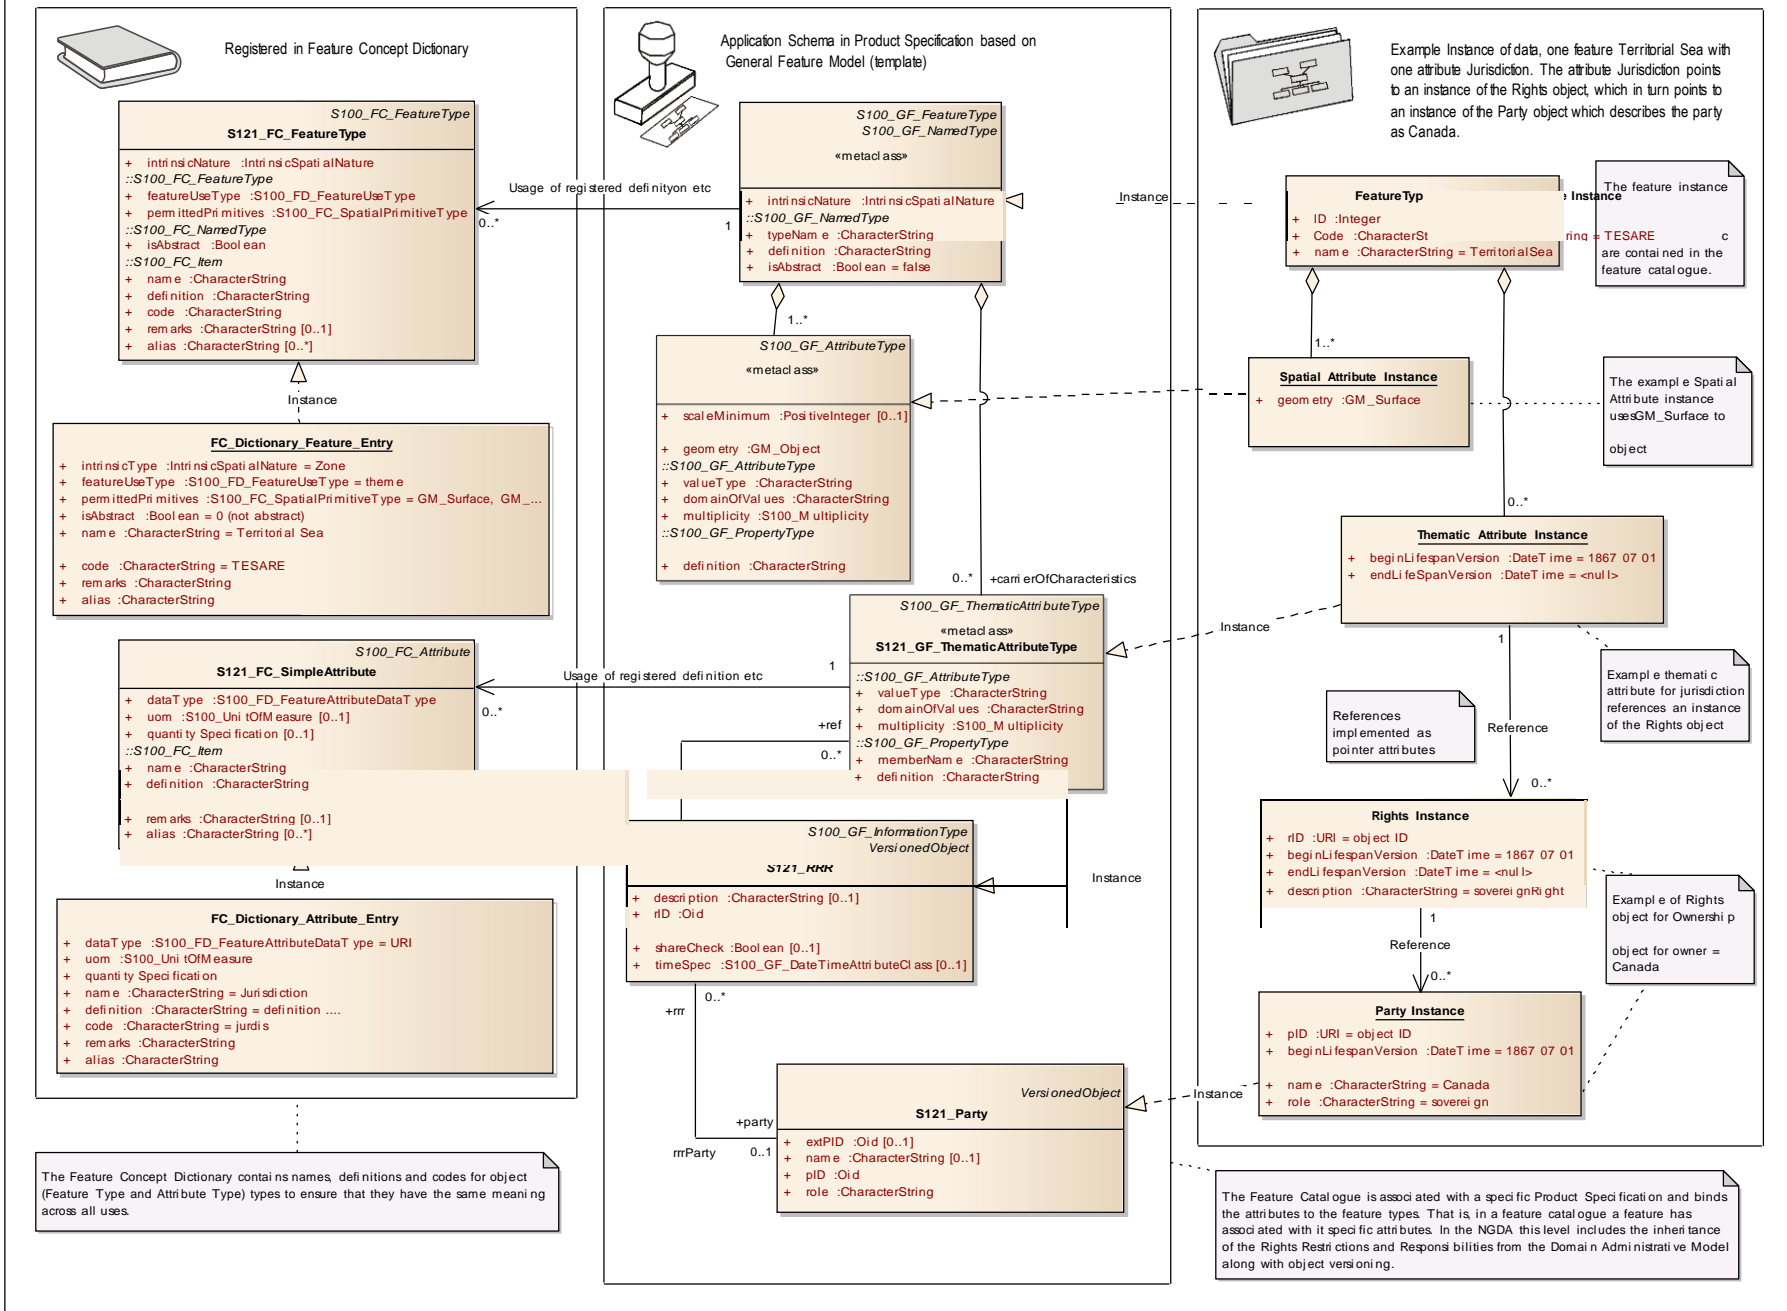 Registered in Feature Concept Dictionary
S100_FC_FeatureType
S121_FC_FeatureType
+ intrinsicNature :IntrinsicSpatialNature
::S100_FC_FeatureType
+ featureUseType :S100_FD_FeatureUseType
+ permittedPrimitives :S100_FC_SpatialPrimitiveType
::S100_FC_NamedType
+ isAbstract :Boolean
::S100_FC_Item
+ name :CharacterString
+ definition :CharacterString
+ code :CharacterString
+ remarks :CharacterString [0..1]
+ alias :CharacterString [0..*]
Instance
FC_Dictionary_Feature_Entry
+ intrinicType :IntrinsicSpatialNature = Zone
+ featureUseType :S100_FD_FeatureUseType = theme
+ permittedPrimitives :S100_FC_SpatialPrimitiveType = GM_Surface, GM_...
+ isAbstract :Boolean = 0 (not abstract)
+ name :CharacterString = Territorial Sea
+ code :CharacterString = TESARE
+ remarks :CharacterString
+ alias :CharacterString
S100_FC_Attribute
S121_FC_SimpleAttribute
+ dataType :S100_FD_FeatureAttributeDataType
+ uom :S100_UnitOfMeasure [0..1]
+ quantity Specification [0..1]
::S100_FC_Item
+ name :CharacterString
+ definition :CharacterString
+ remarks :CharacterString [0..1]
+ alias :CharacterString [0..*]
Instance
FC_Dictionary_Attribute_Entry
+ dataType :S100_FD_FeatureAttributeDataType = URI
+ uom :S100_UnitOfMeasure
+ quantity Specification
+ name :CharacterString = Jurisdiction
+ definition :CharacterString = definition ....
+ code :CharacterString = jurdis
+ remarks :CharacterString
+ alias :CharacterString
The Feature Concept Dictionary contains names, definitions and codes for object
(Feature Type and Attribute Type) types to ensure that they have the same meaning
across all uses.
Application Schema in Product Specification based on
General Feature Model (template)
S100_GF_FeatureType
S100_GF_NamedType
«metaclass»
+ intrinsicNature :IntrinsicSpatialNature
::S100_GF_NamedType
+ typeName :CharacterString
+ definition :CharacterString
+ isAbstract :Boolean = false
Usage of registered definityon etc
0..*
1
1..*
S100_GF_AttributeType
«metaclass»
+ scaleMinimum :PositiveInteger [0..1]
+ geometry :GM_Object
::S100_GF_AttributeType
+ valueType :CharacterString
+ domainOfValues :CharacterString
+ multiplicity :S100_Multiplicity
::S100_GF_PropertyType
+ definition :CharacterString
0..*
+carrierOfCharacteristics
S100_GF_ThematicAttributeType
«metaclass»
S121_GF_ThematicAttributeType
::S100_GF_AttributeType
+ valueType :CharacterString
+ domainOfValues :CharacterString
+ multiplicity :S100_Multiplicity
::S100_GF_PropertyType
+ memberName :CharacterString
+ definition :CharacterString
1
Usage of registered definition etc
0..*
+ref
0..*
S100_GF_InformationType
VersionedObject
S121_RRR
+ description :CharacterString [0..1]
+ rID :Oid
+ shareCheck :Boolean [0..1]
+ timeSpec :S100_GF_DateTimeAttributeClass [0..1]
Instance
0..*
+rrr
+party
rrrParty
0..1
VersionedObject
S121_Party
+ extPID :Oid [0..1]
+ name :CharacterString [0..1]
+ pID :Oid
+ role :CharacterString
Example Instance of data, one feature Territorial Sea with
one attribute Jurisdiction. The attribute Jurisdiction points
to an instance of the Rights object, which in turn points to
an instance of the Party object which describes the party
as Canada.
Instance
FeatureTyp e Instance
+ ID :Integer
+ Code :CharacterSt ring = TESARE
+ name :CharacterString = TerritorialSea
The feature instance
c
are contained in the
feature catalogue.
1..*
Spatial Attribute Instance
+ geometry :GM_Surface
The example Spatial
Attribute instance
usesGM_Surface to
object
0..*
Thematic Attribute Instance
+ beginLifespanVersion :DateTime = 1867 07 01
+ endLifeSpanVersion :DateTime = <null>
Instance
1
Example thematic
attribute for jurisdiction
references an instance
of the Rights object
References
implemented as
pointer attributes
Reference
0..*
Rights Instance
+ rID :URI = object ID
+ beginLifespanVersion :DateTime = 1867 07 01
+ endLifespanVersion :DateTime = <null>
+ description :CharacterString = sovereignRight
1
Reference
0..*
Example of Rights
object for Ownership
object for owner =
Canada
Party Instance
+ pID :URI = object ID
+ beginLifespanVersion :DateTime = 1867 07 01
+ name :CharacterString = Canada
+ role :CharacterString = sovereign
Instance
The Feature Catalogue is associated with a specific Product Specification and binds
the attributes to the feature types. That is, in a feature catalogue a feature has
associated with it specific attributes. In the NGDA this level includes the inheritance
of the Rights Restrictions and Responsibilities from the Domain Administrative Model
along with object versioning.